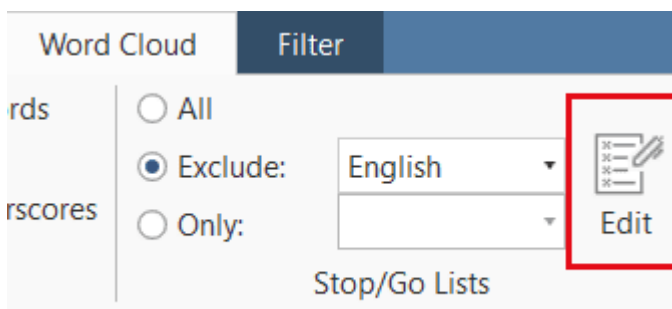 Word Cloud Filter
rds All
Exclude: English
rscores Only: Edit
Stop/Go Lists